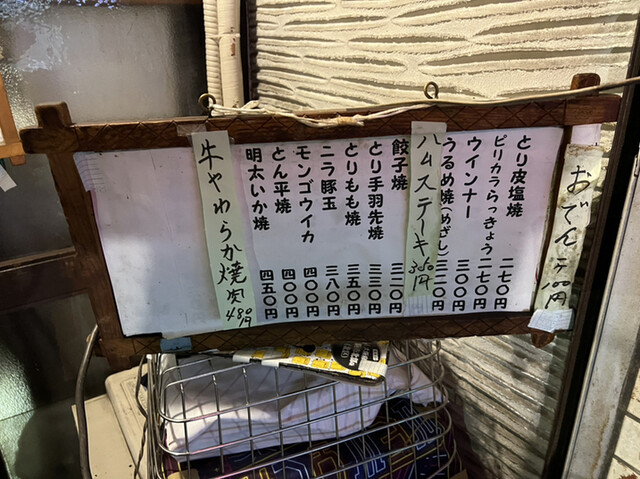 おでん 一ヶ 100円
とり皮塩焼 二七〇円
ピリカラらっきょう 二七〇円
ウインナー 三〇〇円
うるめ焼(めざし) 三二〇円
ハムステーキ 350円
餃子焼 三二〇円
とり手羽先焼 三三〇円
とりもも焼 三五〇円
ニラ豚玉 三八〇円
モンゴウイカ 四〇〇円
とん平焼 四〇〇円
明太いか焼 四五〇円
牛やわらか焼肉 480円